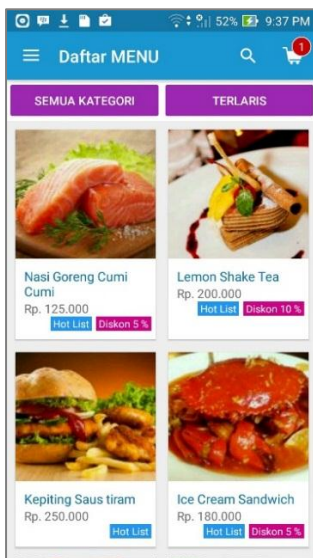 52% 9:37 PM
Daftar MENU
1
SEMUA KATEGORI
TERLARIS
Nasi Goreng Cumi
Cumi
Rp. 125.000
Hot List Diskon 5 %
Lemon Shake Tea
Rp. 200.000
Hot List Diskon 10 %
Kepiting Saus tiram
Rp. 250.000
Hot List
Ice Cream Sandwich
Rp. 180.000
Hot List Diskon 5 %